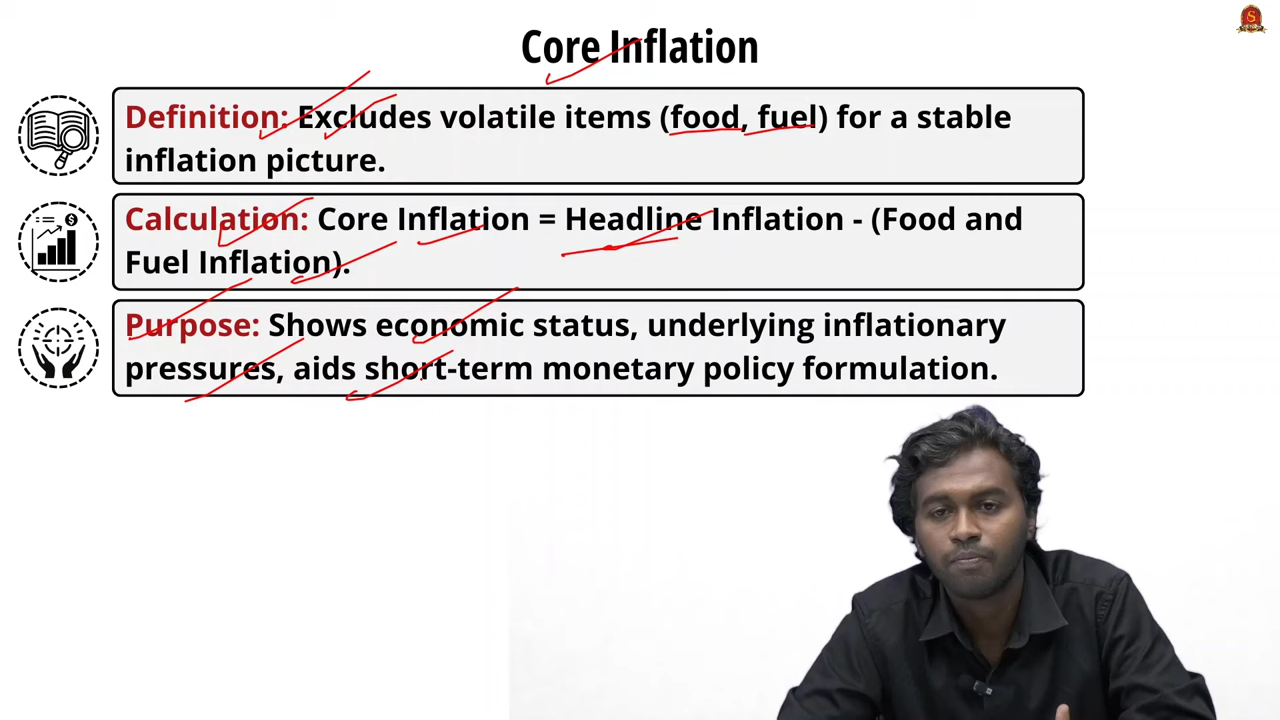 Core Inflation
Definition: Excludes volatile items (food, fuel) for a stable
inflation picture.
Calculation: Core Inflation = Headline Inflation - (Food and
Fuel Inflation).
Purpose: Shows economic status, underlying inflationary
pressures, aids short-term monetary policy formulation.